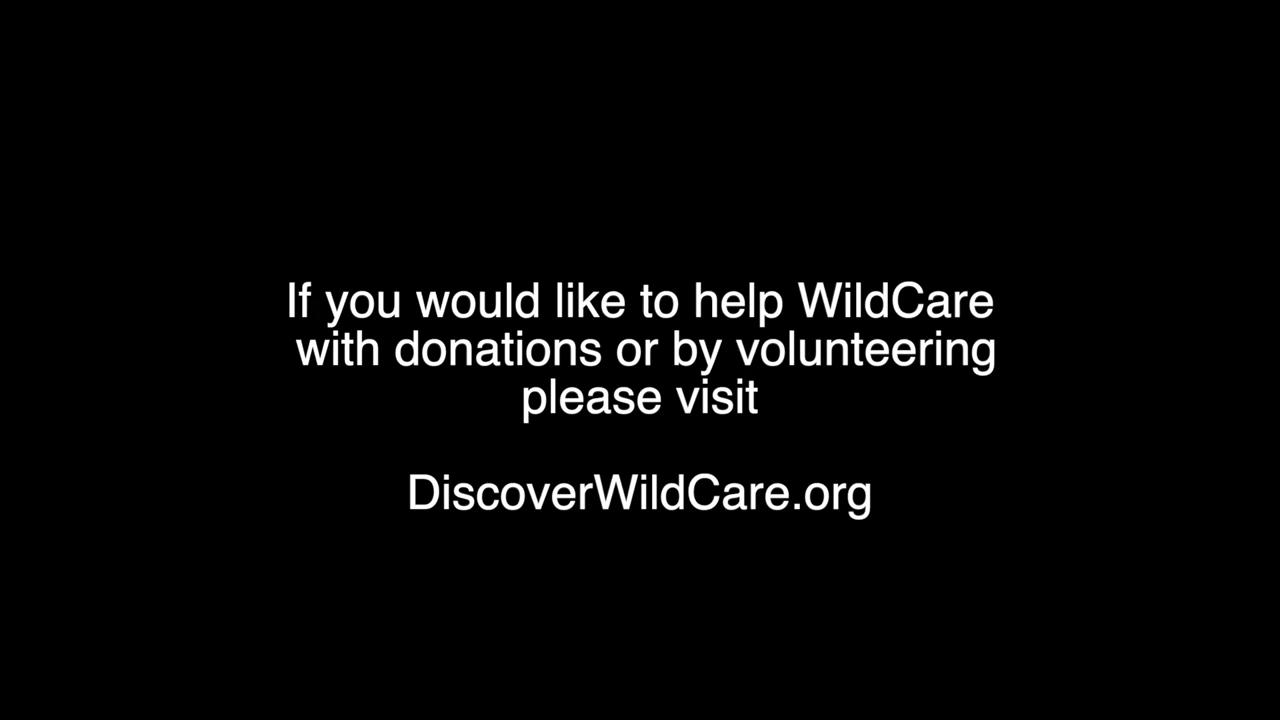 If you would like to help WildCare
with donations or by volunteering
please visit
DiscoverWildCare.org